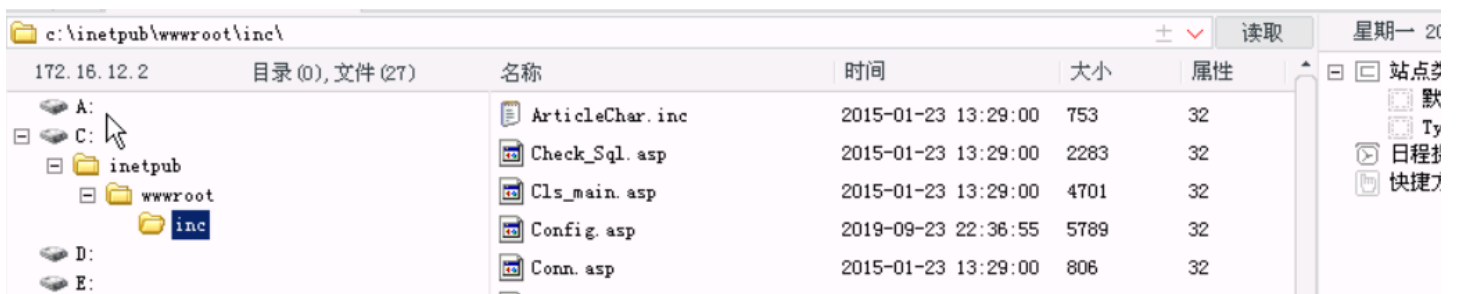 c:\inetpub\wwwroot\inc\ 读取 星期一
172.16.12.2 目录(0),文件(27) 名称 时间 大小 属性 站点
A: ArticleChar.inc 2015-01-23 13:29:00 753 32 默
C: Check_Sql.asp 2015-01-23 13:29:00 2283 32 Ty
inetpub 日程
wwwroot Cls_main.asp 2015-01-23 13:29:00 4701 32 快捷
inc Config.asp 2019-09-23 22:36:55 5789 32
D: Conn.asp 2015-01-23 13:29:00 806 32
E: